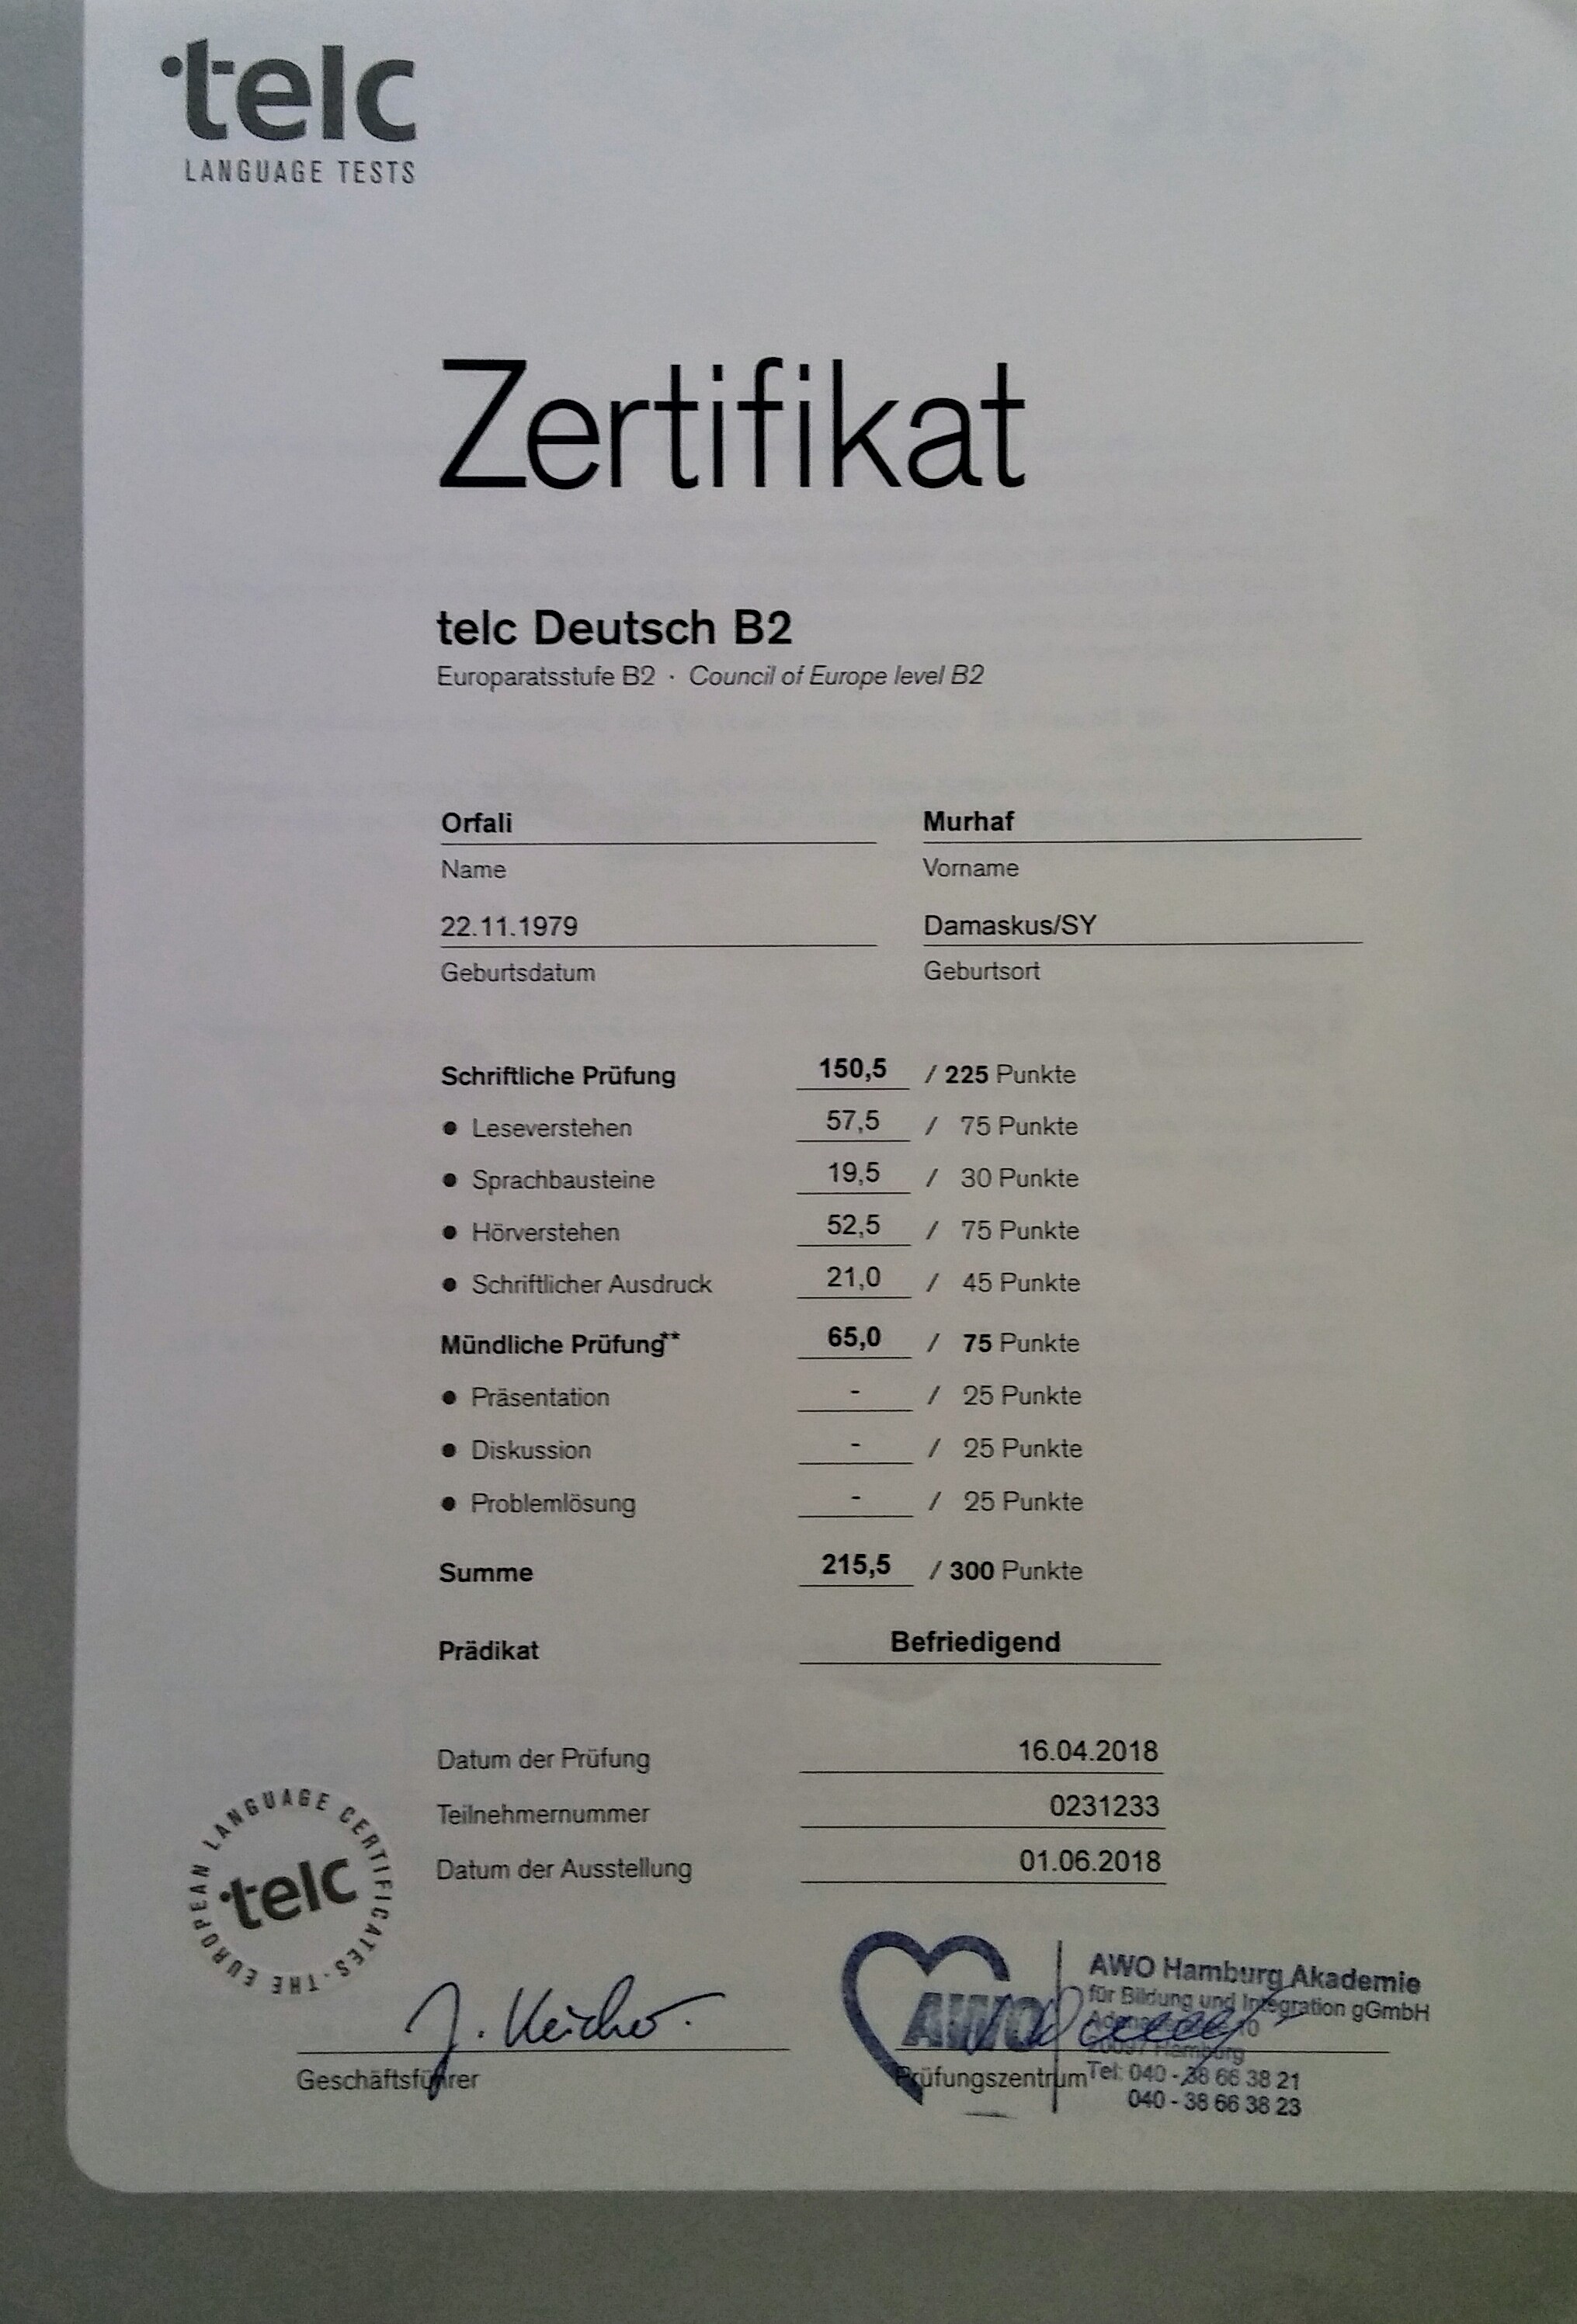 telc
LANGUAGE TESTS
Zertifikat
telc Deutsch B2
Europaratsstufe B2 · Council of Europe level B2
Orfali Murhaf
Name Vorname
22.11.1979 Damaskus/SY
Geburtsdatum Geburtsort
Schriftliche Prüfung 150,5 / 225 Punkte
● Leseverstehen 57,5 / 75 Punkte
● Sprachbausteine 19,5 / 30 Punkte
● Hörverstehen 52,5 / 75 Punkte
● Schriftlicher Ausdruck 21,0 / 45 Punkte
Mündliche Prüfung** 65,0 / 75 Punkte
● Präsentation - / 25 Punkte
● Diskussion - / 25 Punkte
● Problemlösung - / 25 Punkte
Summe 215,5 / 300 Punkte
Prädikat Befriedigend
Datum der Prüfung 16.04.2018
Teilnehmernummer 0231233
Datum der Ausstellung 01.06.2018
telc
THE EUROPEAN LANGUAGE CERTIFICATES ·
AWO
AWO Hamburg Akademie
für Bildung und Integration gGmbH
10
20097 Hamburg
Tel: 040 - 38 66 38 21
040 - 38 66 38 23
Geschäftsführer Prüfungszentrum